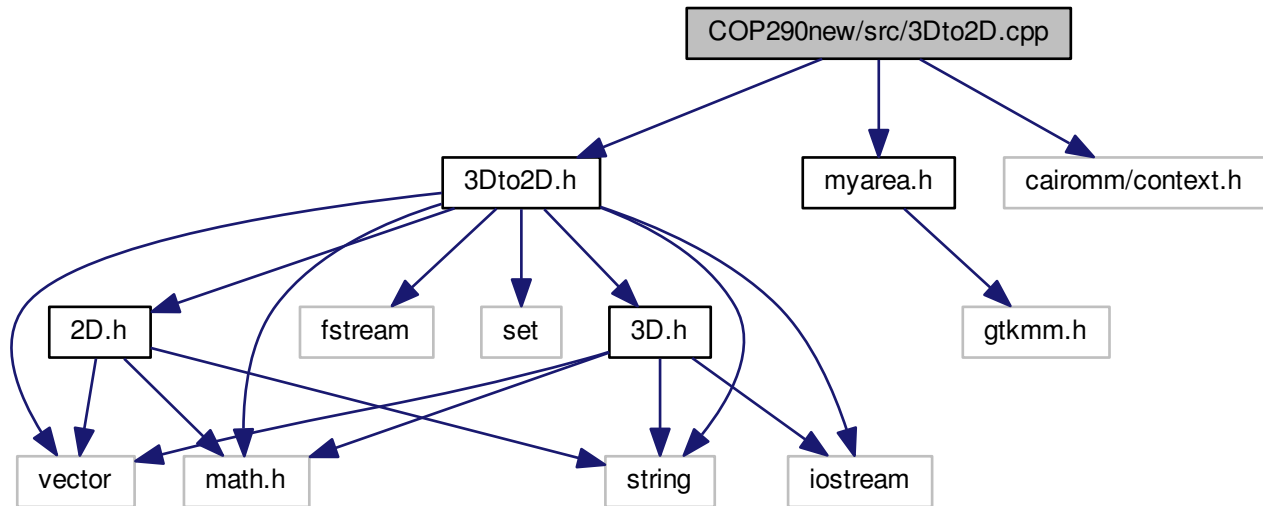 COP290new/src/3Dto2D.cpp
3Dto2D.h
myarea.h
cairomm/context.h
2D.h
fstream
set
3D.h
gtkmm.h
vector
math.h
string
iostream